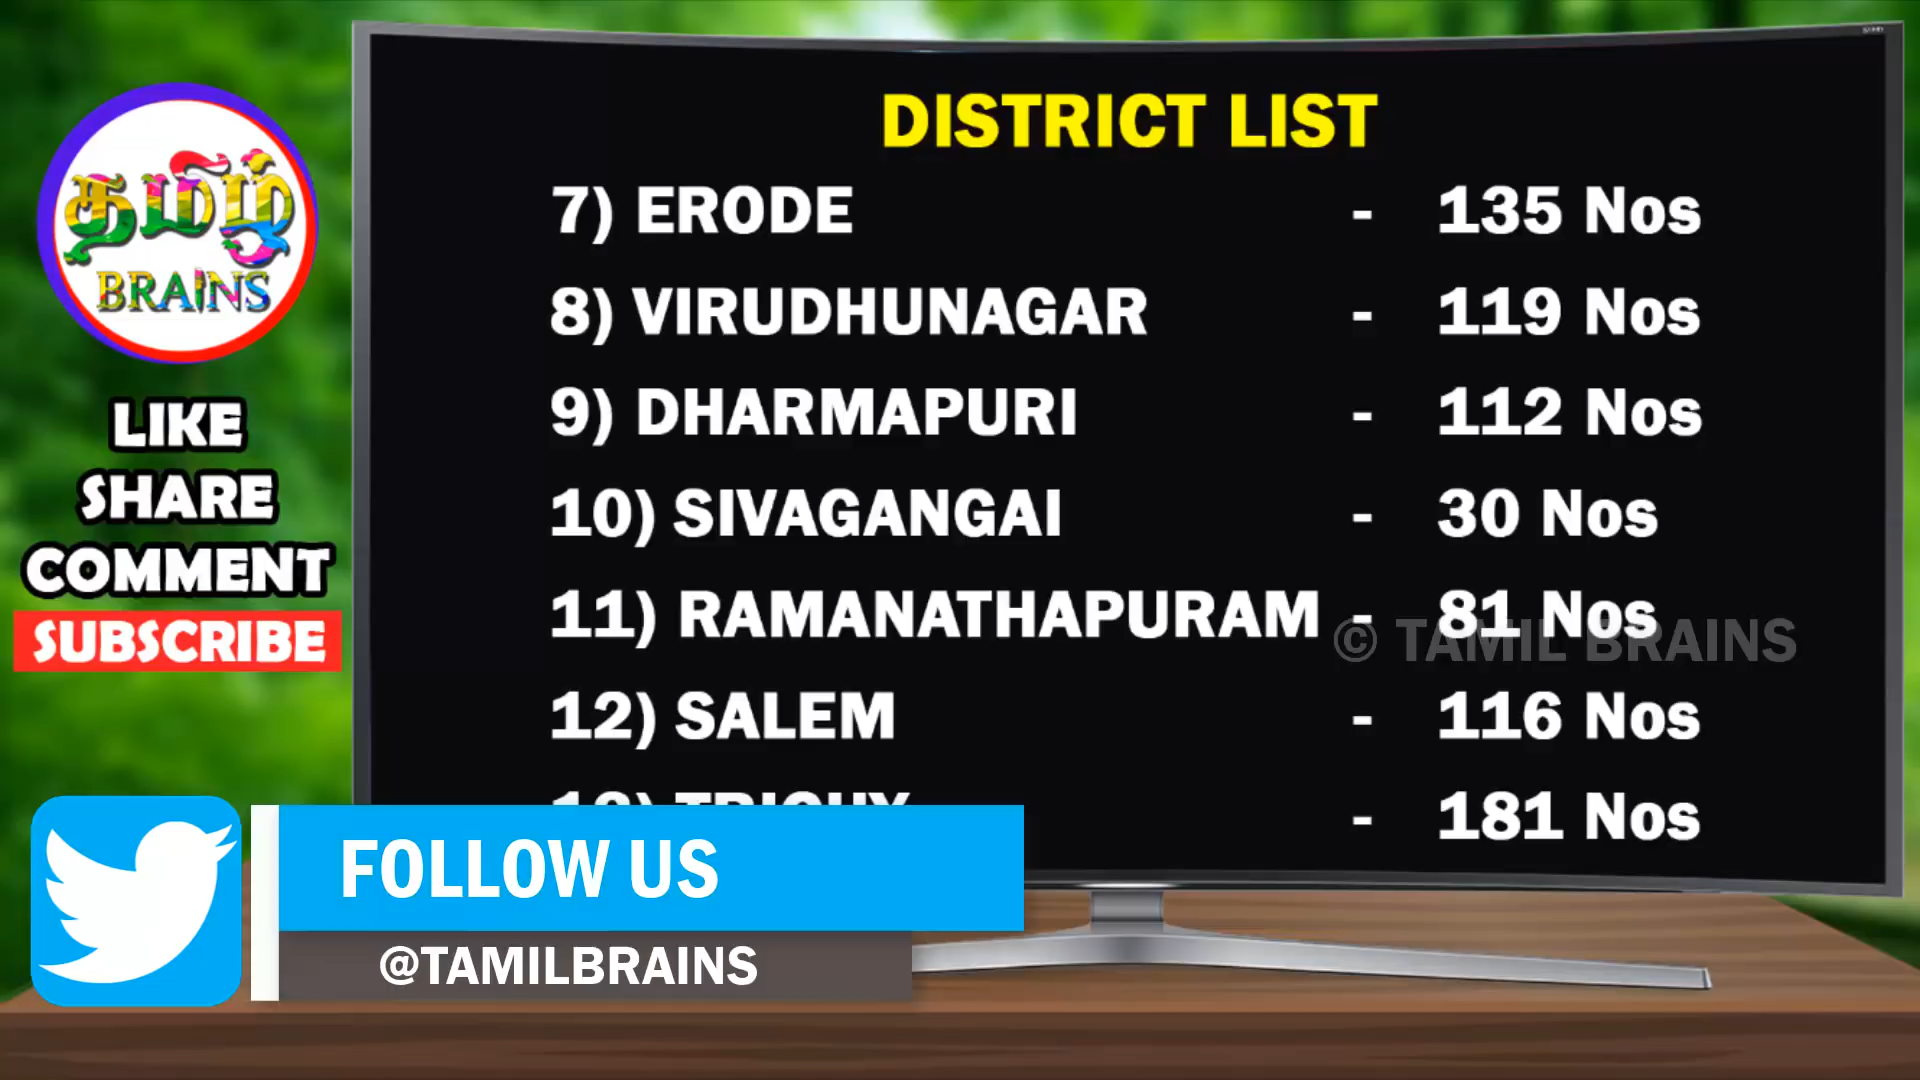 தமிழ்
BRAINS
LIKE
SHARE
COMMENT
SUBSCRIBE
DISTRICT LIST
7) ERODE - 135 Nos
8) VIRUDHUNAGAR - 119 Nos
9) DHARMAPURI - 112 Nos
10) SIVAGANGAI - 30 Nos
11) RAMANATHAPURAM - 81 Nos
© TAMIL BRAINS
12) SALEM - 116 Nos
13) TRICHY - 181 Nos
FOLLOW US
@TAMILBRAINS